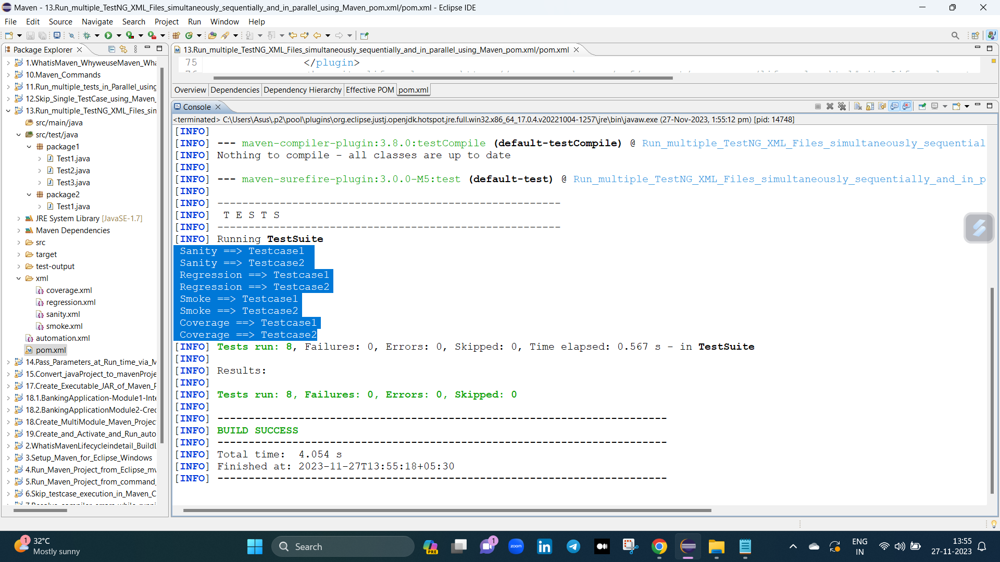 Maven - 13.Run_multiple_TestNG_XML_Files_simultaneously_sequentially_and_in_parallel_using_Maven_pom.xml/pom.xml - Eclipse IDE
File Edit Source Navigate Search Project Run Window Help
Package Explorer
1.WhatisMaven_WhyweuseMaven_Wha
10.Maven_Commands
11.Run_multiple_tests_in_Parallel_using
12.Skip_Single_TestCase_using_Maven_
13.Run_multiple_TestNG_XML_Files_sim
src/main/java
src/test/java
package1
Test1.java
Test2.java
Test3.java
package2
Test1.java
JRE System Library [JavaSE-1.7]
Maven Dependencies
src
target
test-output
xml
coverage.xml
regression.xml
sanity.xml
smoke.xml
automation.xml
pom.xml
14.Pass_Parameters_at_Run_time_via_M
15.Convert_javaProject_to_mavenProje
17.Create_Executable_JAR_of_Maven_P
18.1.BankingApplication-Module1-Inte
18.2.BankingApplicationModule2-Cred
18.Create_MultiModule_Maven_Project
19.Create_and_Activate_and_Run_auto
2.WhatisMavenLifecycleindetail_BuildL
3.Setup_Maven_for_Eclipse_Windows
4.Run_Maven_Project_from_Eclipse_mv
5.Run_Maven_Project_from_command_
6.Skip_testcase_execution_in_Maven_C
13.Run_multiple_TestNG_XML_Files_simultaneously_sequentially_and_in_parallel_using_Maven_pom.xml/pom.xml
75 </plugin>
Overview Dependencies Dependency Hierarchy Effective POM pom.xml
Console
<terminated> C:\Users\Asus\.p2\pool\plugins\org.eclipse.justj.openjdk.hotspot.jre.full.win32.x86_64_17.0.4.v20221004-1257\jre\bin\javaw.exe (27-Nov-2023, 1:55:12 pm) [pid: 14748]
[INFO]
[INFO] --- maven-compiler-plugin:3.8.0:testCompile (default-testCompile) @ Run_multiple_TestNG_XML_Files_simultaneously_sequential
[INFO] Nothing to compile - all classes are up to date
[INFO]
[INFO] --- maven-surefire-plugin:3.0.0-M5:test (default-test) @ Run_multiple_TestNG_XML_Files_simultaneously_sequentially_and_in_p
[INFO]
[INFO] -------------------------------------------------------
[INFO]  T E S T S
[INFO] -------------------------------------------------------
[INFO] Running TestSuite
Sanity ==> Testcase1
Sanity ==> Testcase2
Regression ==> Testcase1
Regression ==> Testcase2
Smoke ==> Testcase1
Smoke ==> Testcase2
Coverage ==> Testcase1
Coverage ==> Testcase2
[INFO] Tests run: 8, Failures: 0, Errors: 0, Skipped: 0, Time elapsed: 0.567 s - in TestSuite
[INFO]
[INFO] Results:
[INFO]
[INFO] Tests run: 8, Failures: 0, Errors: 0, Skipped: 0
[INFO]
[INFO] ------------------------------------------------------------------------
[INFO] BUILD SUCCESS
[INFO] ------------------------------------------------------------------------
[INFO] Total time:  4.054 s
[INFO] Finished at: 2023-11-27T13:55:18+05:30
[INFO] ------------------------------------------------------------------------
1
32°C
Mostly sunny
Search
PRE
1
zoom
in
ENG
IN
13:55
27-11-2023